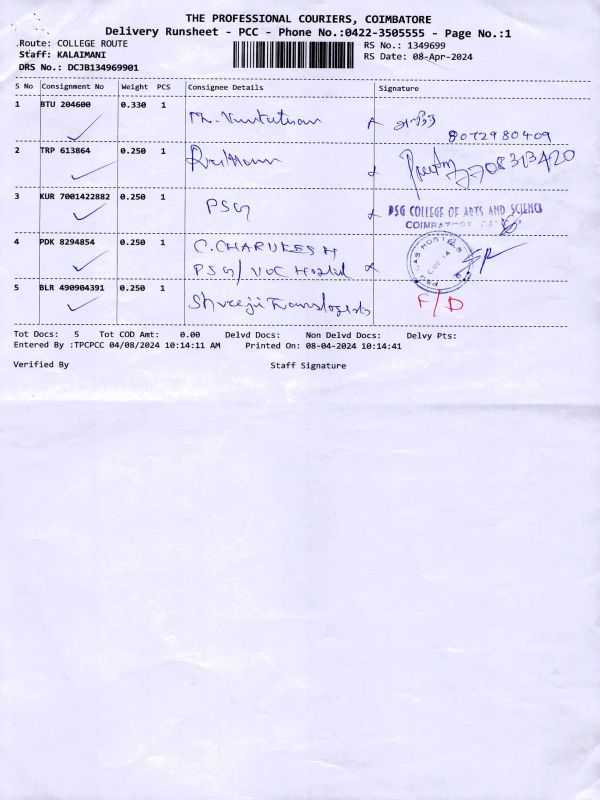 THE PROFESSIONAL COURIERS, COIMBATORE
Delivery Runsheet - PCC - Phone No.:0422-3505555 - Page No.:1
Route: COLLEGE ROUTE
Staff: KALAIMANI
DRS No.: DCJB134969901
RS No.: 1349699
RS Date: 08-Apr-2024
S No Consignment No Weight PCS Consignee Details Signature
1 BTU 204600 0.330 1
8072980409
2 TRP 613864 0.250 1
3 KUR 7001422882 0.250 1 PSG PSG COLLEGE OF ARTS AND SCIENCE
COIMBATORE
4 PDK 8294854 0.250 1 C. CHARUKESH
PSG/ VOC Hostel
5 BLR 490904391 0.250 1 Shreeji Translogistics F/D
Tot Docs: 5 Tot COD Amt: 0.00 Delvd Docs: Non Delvd Docs: Delvy Pts:
Entered By :TPCPCC 04/08/2024 10:14:11 AM Printed On: 08-04-2024 10:14:41
Verified By Staff Signature